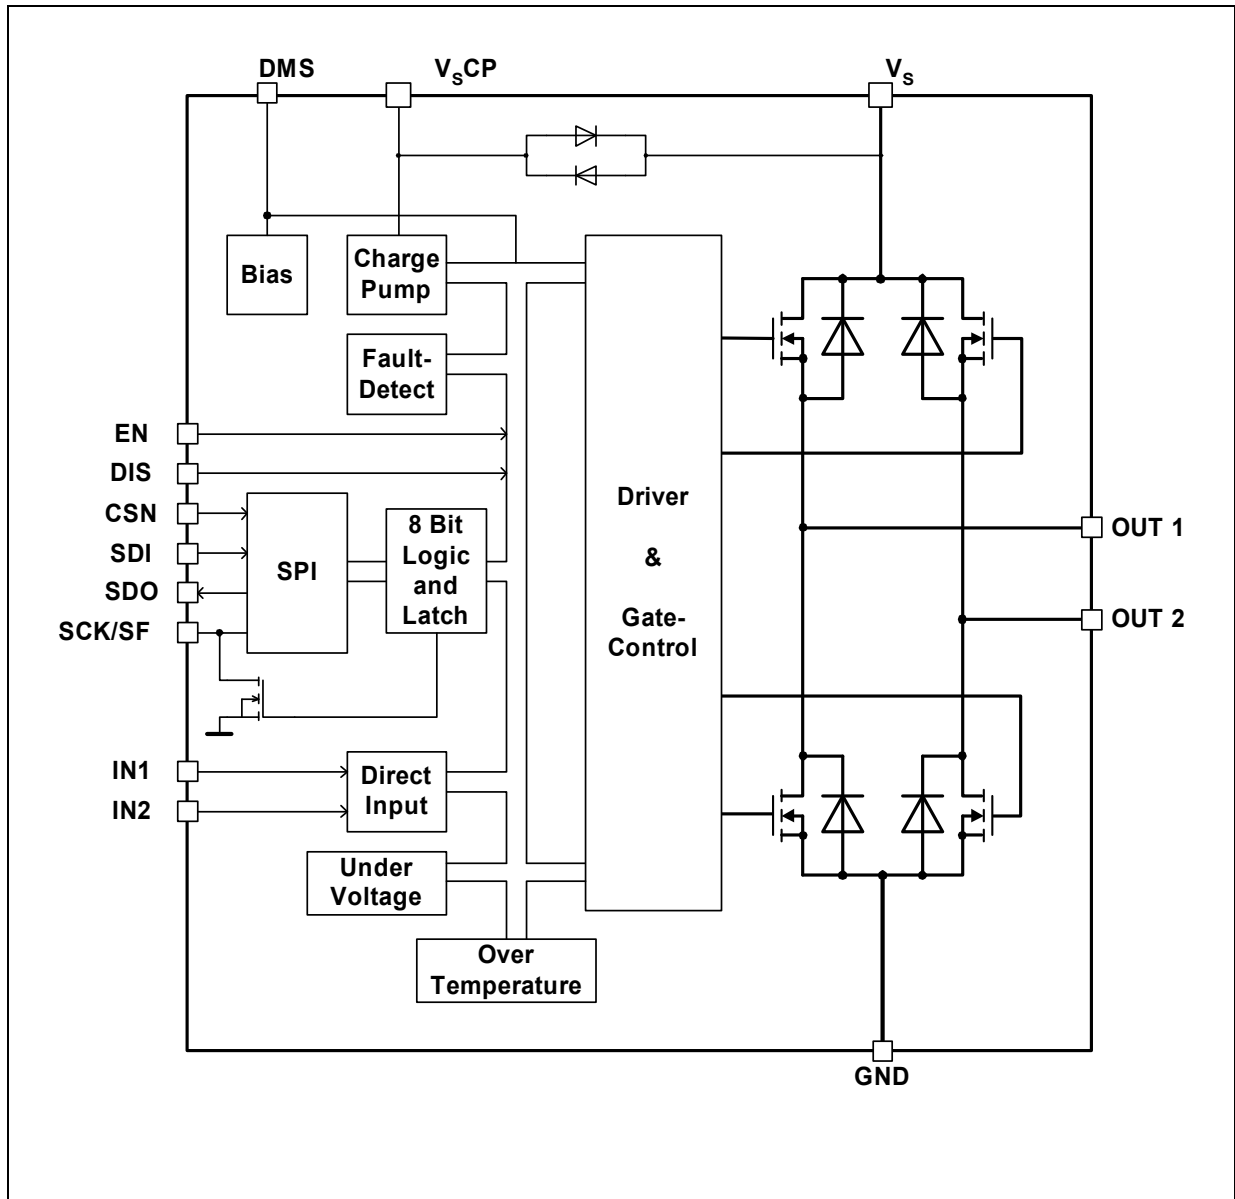 DMS
VSCP
VS
Bias
Charge
Pump
Fault-
Detect
EN
DIS
CSN
SDI
SDO
SCK/SF
SPI
8 Bit
Logic
and
Latch
Driver
&
Gate-
Control
OUT 1
OUT 2
IN1
IN2
Direct
Input
Under
Voltage
Over
Temperature
GND